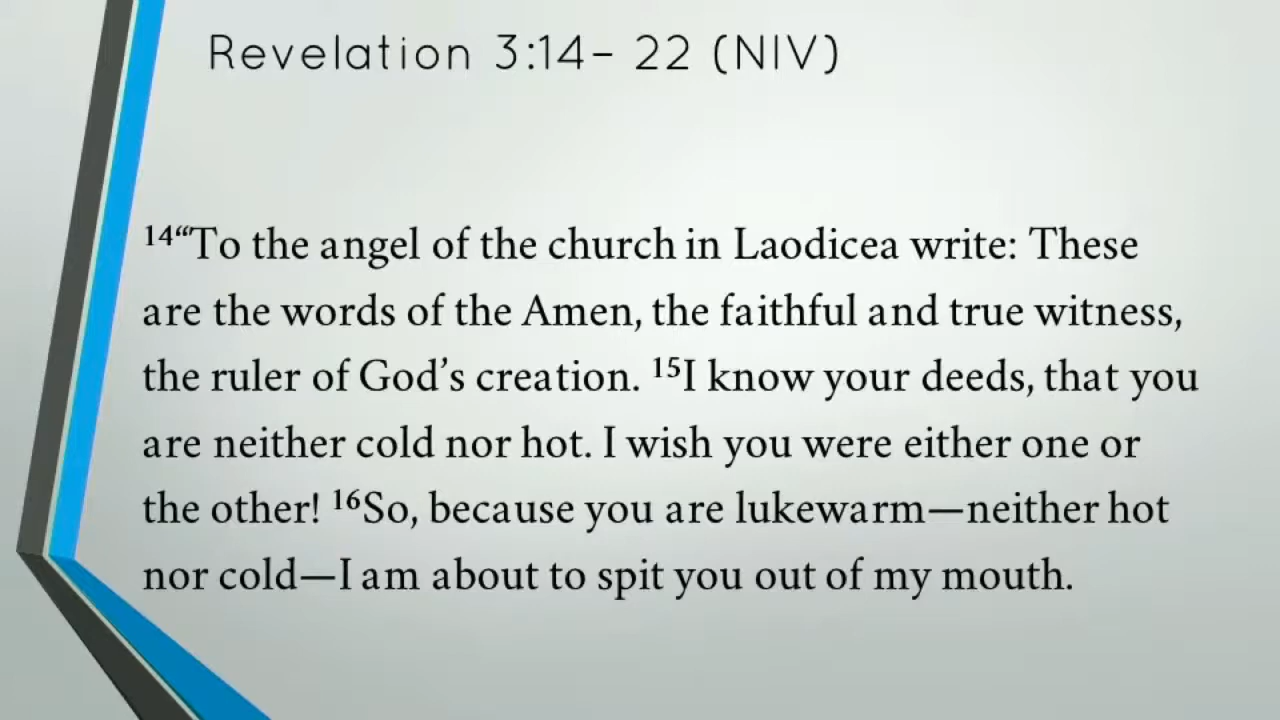 Revelation 3:14– 22 (NIV)
¹⁴“To the angel of the church in Laodicea write: These
are the words of the Amen, the faithful and true witness,
the ruler of God’s creation. ¹⁵I know your deeds, that you
are neither cold nor hot. I wish you were either one or
the other! ¹⁶So, because you are lukewarm—neither hot
nor cold—I am about to spit you out of my mouth.